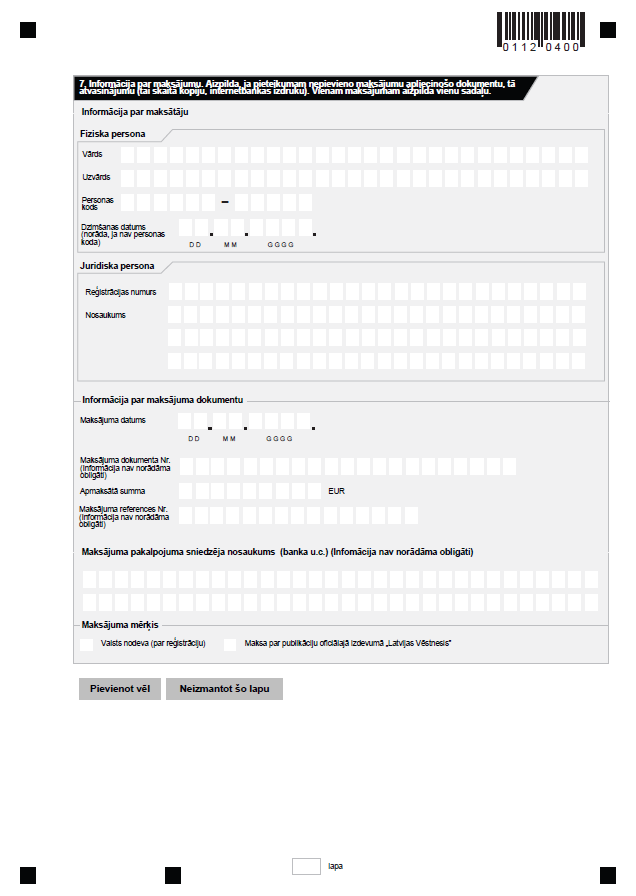 0112 0400
7. Informācija par maksājumu. Aizpilda, ja pieteikumam nepievieno maksājumu apliecinošo dokumentu, tā
atvasinājumu (tai skaitā kopiju, internetbankas izdruku). Vienam maksājumam aizpilda vienu sadaļu.
Informācija par maksātāju
Fiziska persona
Vārds
Uzvārds
Personas
kods
–
Dzimšanas datums
(norāda, ja nav personas
koda)
. . .
DD MM GGGG
Juridiska persona
Reģistrācijas numurs
Nosaukums
Informācija par maksājuma dokumentu
Maksājuma datums
. . .
DD MM GGGG
Maksājuma dokumenta Nr.
(Informācija nav norādāma
obligāti)
Apmaksātā summa EUR
Maksājuma references Nr.
(Informācija nav norādāma
obligāti)
Maksājuma pakalpojuma sniedzēja nosaukums (banka u.c.) (Infomācija nav norādāma obligāti)
Maksājuma mērķis
Valsts nodeva (par reģistrāciju) Maksa par publikāciju oficiālajā izdevumā „Latvijas Vēstnesis"
Pievienot vēl Neizmantot šo lapu
lapa